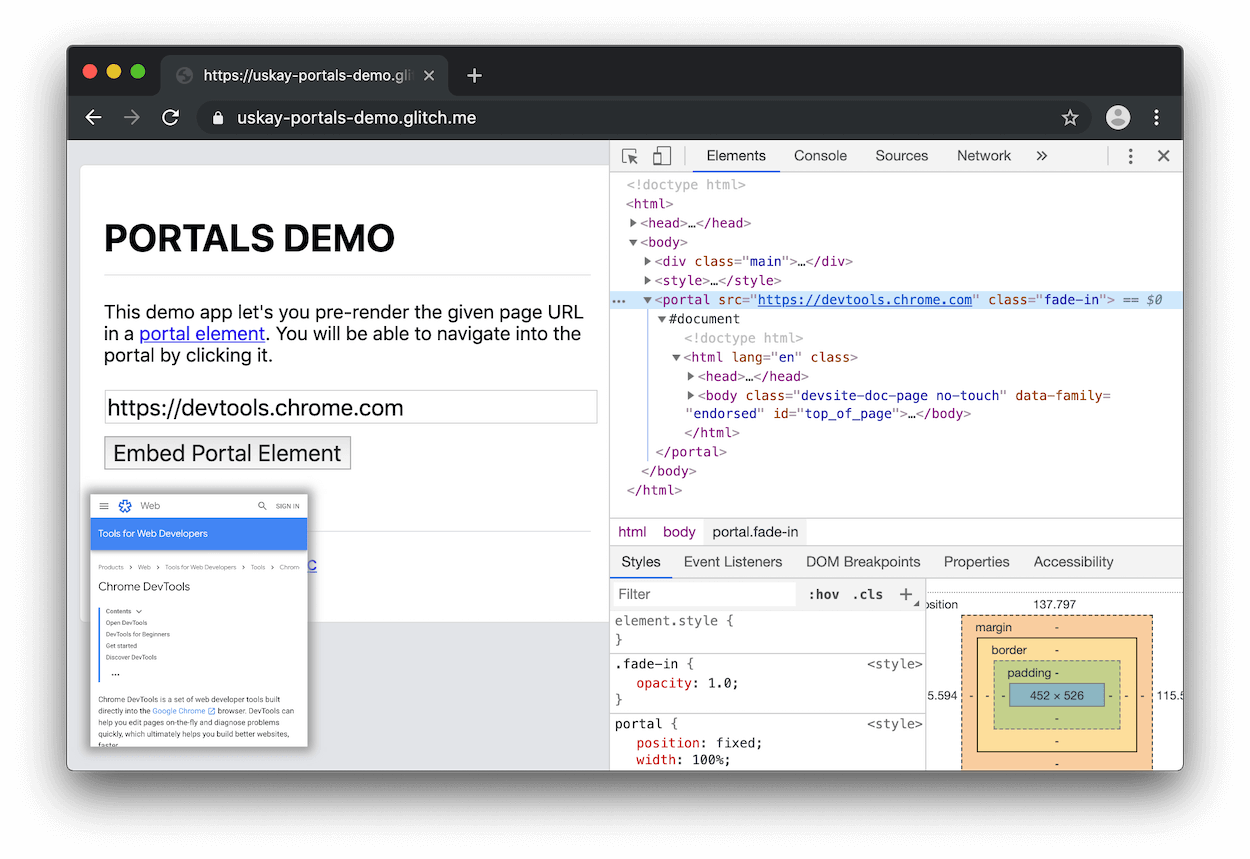 https://uskay-portals-demo.gli
uskay-portals-demo.glitch.me
PORTALS DEMO
This demo app let's you pre-render the given page URL
in a portal element. You will be able to navigate into the
portal by clicking it.
https://devtools.chrome.com
Embed Portal Element
c
Web
SIGN IN
Tools for Web Developers
Products > Web > Tools for Web Developers > Tools > Chrom
Chrome DevTools
Contents
Open DevTools
DevTools for Beginners
Get started
Discover DevTools
...
Chrome DevTools is a set of web developer tools built
directly into the Google Chrome browser. DevTools can
help you edit pages on-the-fly and diagnose problems
quickly, which ultimately helps you build better websites,
faster.
Elements Console Sources Network »
<!doctype html>
<html>
<head>…</head>
<body>
<div class="main">…</div>
<style>…</style>
… <portal src="https://devtools.chrome.com" class="fade-in"> == $0
#document
<!doctype html>
<html lang="en" class>
<head>…</head>
<body class="devsite-doc-page no-touch" data-family=
"endorsed" id="top_of_page">…</body>
</html>
</portal>
</body>
</html>
html body portal.fade-in
Styles Event Listeners DOM Breakpoints Properties Accessibility
Filter :hov .cls +
element.style {
}
.fade-in { <style>
opacity: 1.0;
}
portal { <style>
position: fixed;
width: 100%;
osition 137.797
margin -
border -
padding -
5.594 - - - 452 × 526 - - - 115.5
-
-
-